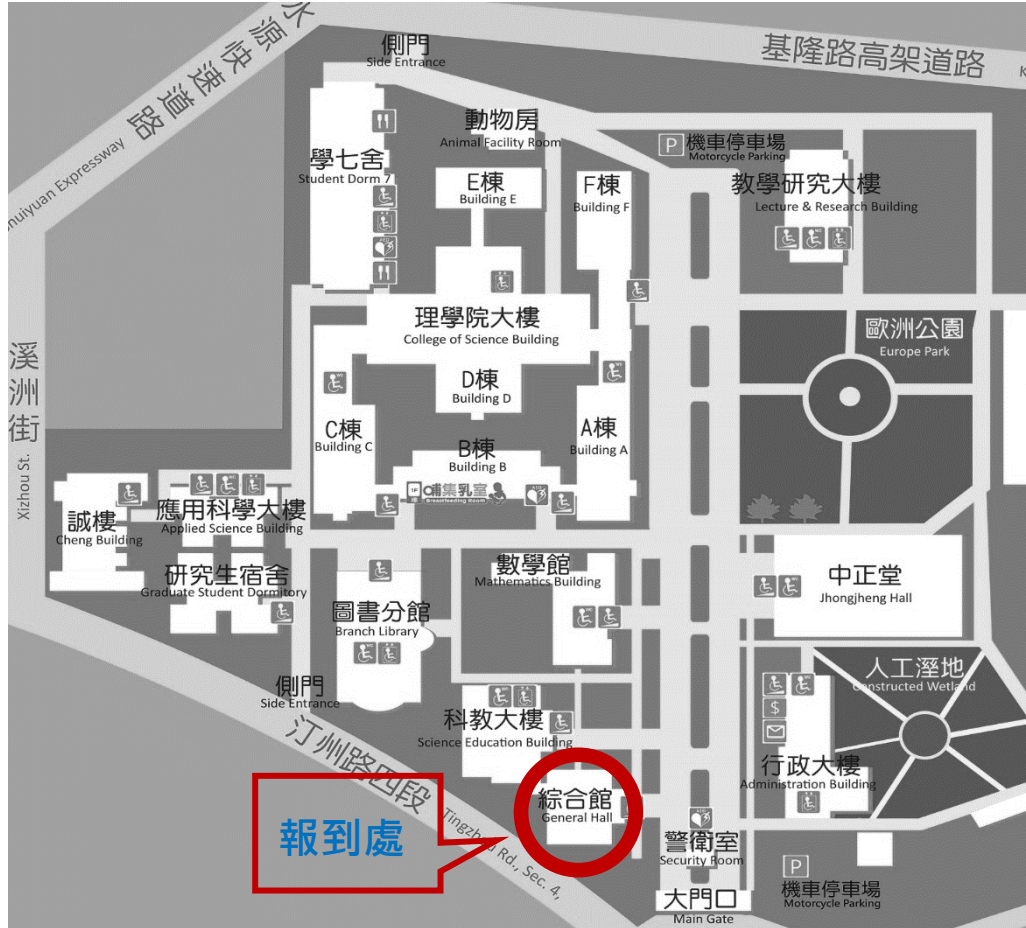 水源快速道路
huiyuan Expressway
側門
Side Entrance
基隆路高架道路
K
動物房
Animal Facility Room
P
機車停車場
Motorcycle Parking
學七舍
Student Dorm 7
E棟
Building E
F棟
Building F
教學研究大樓
Lecture & Research Building
理學院大樓
College of Science Building
歐洲公園
Europe Park
溪洲街
Xizhou St.
D棟
Building D
C棟
Building C
A棟
Building A
B棟
Building B
1F
哺集乳室
Breastfeeding Room
誠樓
Cheng Building
應用科學大樓
Applied Science Building
研究生宿舍
Graduate Student Dormitory
數學館
Mathematics Building
中正堂
Jhongjheng Hall
圖書分館
Branch Library
人工溼地
Constructed Wetland
側門
Side Entrance
科教大樓
Science Education Building
$
行政大樓
Administration Building
汀州路四段
Tingzhou Rd., Sec. 4,
綜合館
General Hall
報到處
警衛室
Security Room
P
機車停車場
Motorcycle Parking
大門口
Main Gate